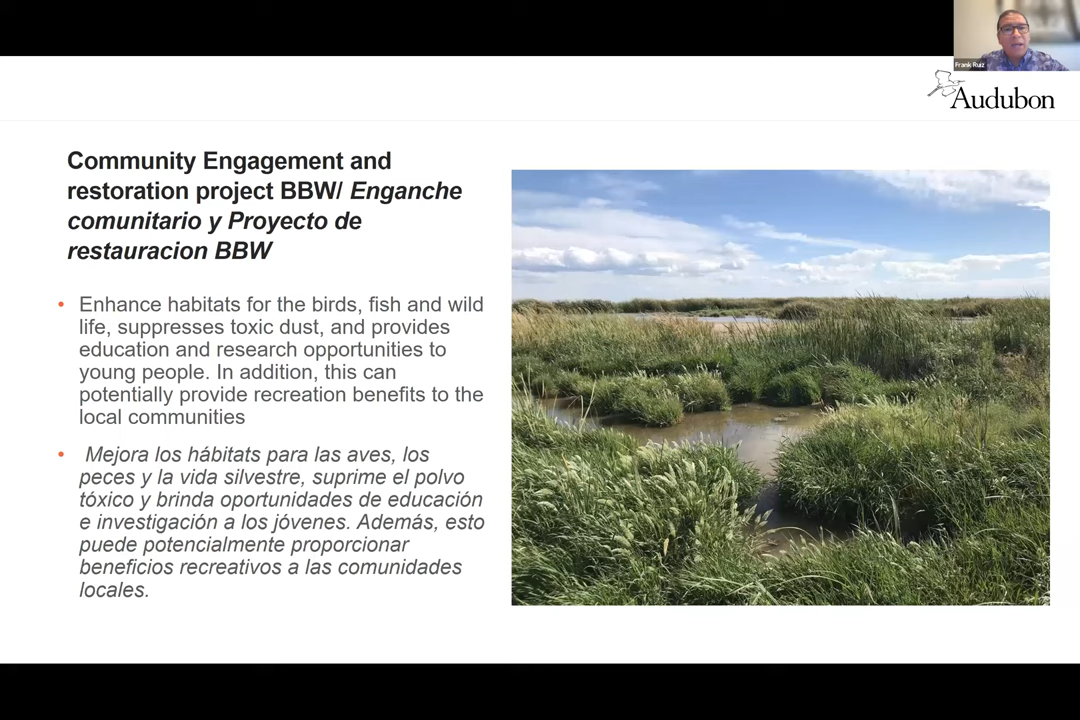 Frank Ruiz
Audubon
Community Engagement and
restoration project BBW/ Enganche
comunitario y Proyecto de
restauracion BBW
• Enhance habitats for the birds, fish and wild
life, suppresses toxic dust, and provides
education and research opportunities to
young people. In addition, this can
potentially provide recreation benefits to the
local communities
• Mejora los hábitats para las aves, los
peces y la vida silvestre, suprime el polvo
tóxico y brinda oportunidades de educación
e investigación a los jóvenes. Además, esto
puede potencialmente proporcionar
beneficios recreativos a las comunidades
locales.